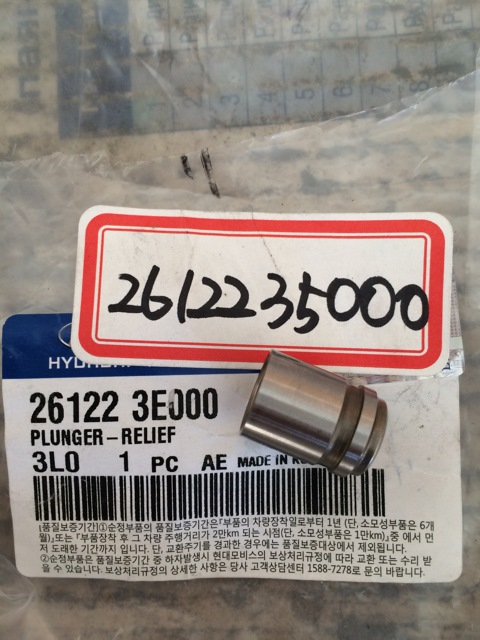 2612235000
HYUNDAI
26122 3E000
PLUNGER-RELIEF
3L0 1 PC AE MADE IN KO
[품질보증기간]①순정부품의 품질보증기간은『부품의 차량장착일로부터 1년 (단, 소모성부품은 6개
월)』또는 『부품장착 후 그 차량 주행거리가 2만km 되는 시점(단, 소모성부품은 1만km)』중 에서 먼
저 도래한 기간까지 입니다. 단, 교환주기를 경과한 경우에는 품질보증대상에서 제외됩니다.
②순정부품은 품질보증기간 중 하자발생시 현대모비스의 보상처리규정에 따라 교환 또는 수리 받
을 수 있습니다. 보상처리규정의 상세한 사항은 당사 고객상담센터 1588-7278로 문의 바랍니다.